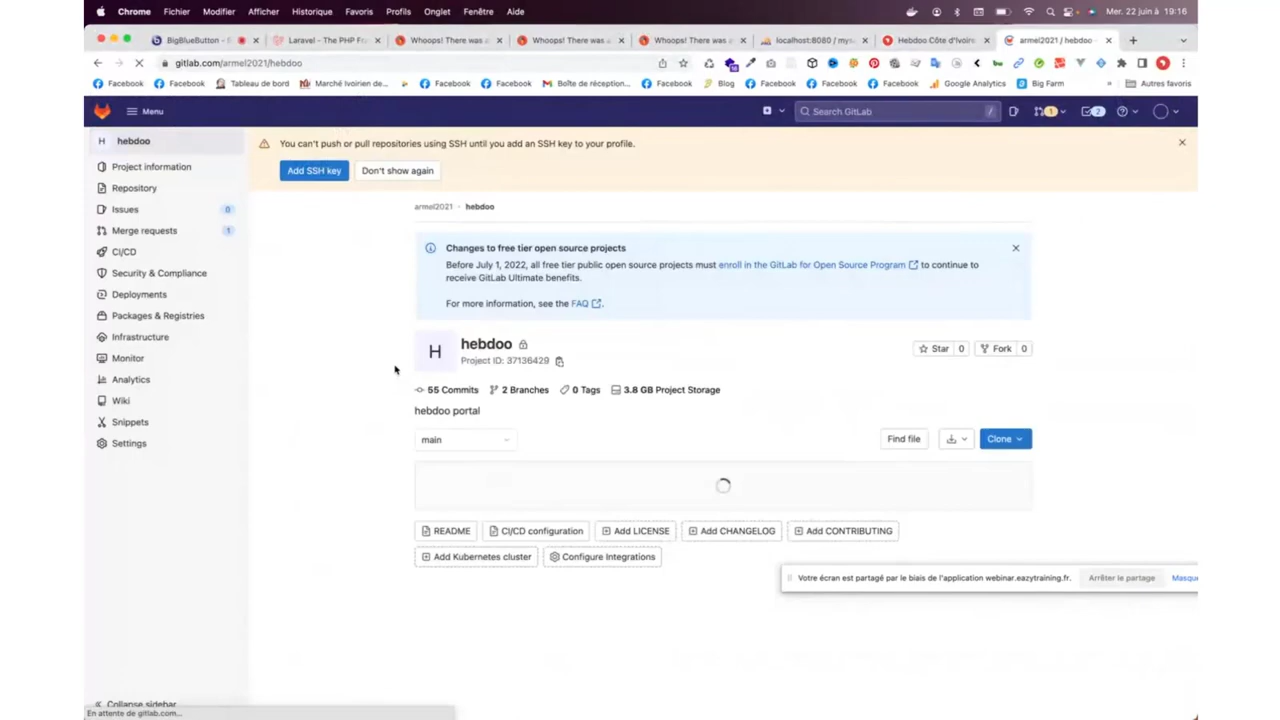 Chrome Fichier Modifier Afficher Historique Favoris Profils Onglet Fenêtre Aide Mer. 22 juin à 19:16
BigBlueButton - Laravel - The PHP Fr Whoops! There was Whoops! There was Whoops! There was localhost:8080 / mys Hebdoo Côte d'Ivoire armel2021 / hebdoo
gitlab.com/armel2021/hebdoo
Facebook Facebook Tableau de bord Marché Ivoirien de... Facebook Facebook Boîte de réception... Facebook Blog Facebook Facebook Google Analytics Big Farm » Autres favoris
Menu Search GitLab / 1 2
H hebdoo
You can't push or pull repositories using SSH until you add an SSH key to your profile.
Add SSH key Don't show again
Project information
Repository
Issues 0
Merge requests 1
CI/CD
Security & Compliance
Deployments
Packages & Registries
Infrastructure
Monitor
Analytics
Wiki
Snippets
Settings
armel2021 › hebdoo
Changes to free tier open source projects
Before July 1, 2022, all free tier public open source projects must enroll in the GitLab for Open Source Program to continue to
receive GitLab Ultimate benefits.
For more information, see the FAQ.
H hebdoo
Project ID: 37136429
Star 0 Fork 0
55 Commits 2 Branches 0 Tags 3.8 GB Project Storage
hebdoo portal
main Find file Clone
README CI/CD configuration Add LICENSE Add CHANGELOG Add CONTRIBUTING
Add Kubernetes cluster Configure Integrations
Votre écran est partagé par le biais de l'application webinar.eazytraining.fr. Arrêter le partage Masque
Collapse sidebar
En attente de gitlab.com...